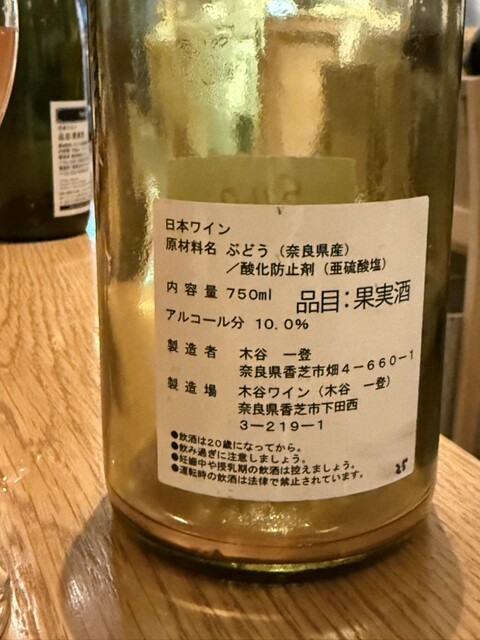 日本ワイン
原材料名 ぶどう（奈良県産）
／酸化防止剤（亜硫酸塩）
内容量 750ml 品目：果実酒
アルコール分 10.0%
製造者 木谷 一登
奈良県香芝市畑4－660－1
製造場 木谷ワイン（木谷 一登）
奈良県香芝市下田西
3－219－1
●飲酒は20歳になってから。
●飲み過ぎに注意しましょう。
●妊娠中や授乳期の飲酒は控えましょう。
●運転時の飲酒は法律で禁止されています。